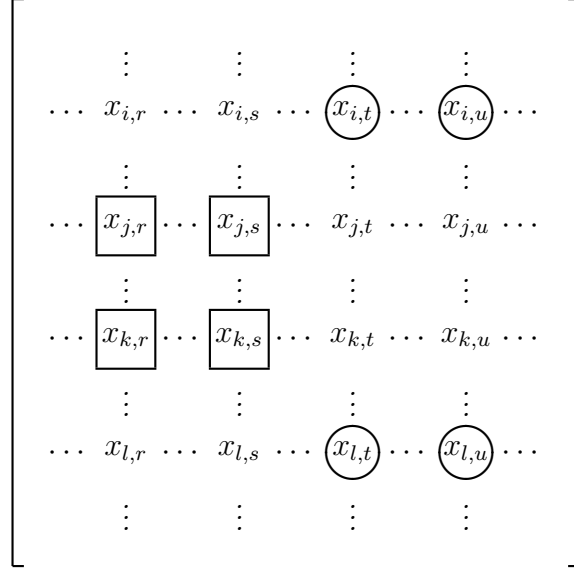 ⋮ ⋮ ⋮ ⋮
⋯ x_{i,r} ⋯ x_{i,s} ⋯ x_{i,t} ⋯ x_{i,u} ⋯
⋮ ⋮ ⋮ ⋮
⋯ x_{j,r} ⋯ x_{j,s} ⋯ x_{j,t} ⋯ x_{j,u} ⋯
⋮ ⋮ ⋮ ⋮
⋯ x_{k,r} ⋯ x_{k,s} ⋯ x_{k,t} ⋯ x_{k,u} ⋯
⋮ ⋮ ⋮ ⋮
⋯ x_{l,r} ⋯ x_{l,s} ⋯ x_{l,t} ⋯ x_{l,u} ⋯
⋮ ⋮ ⋮ ⋮